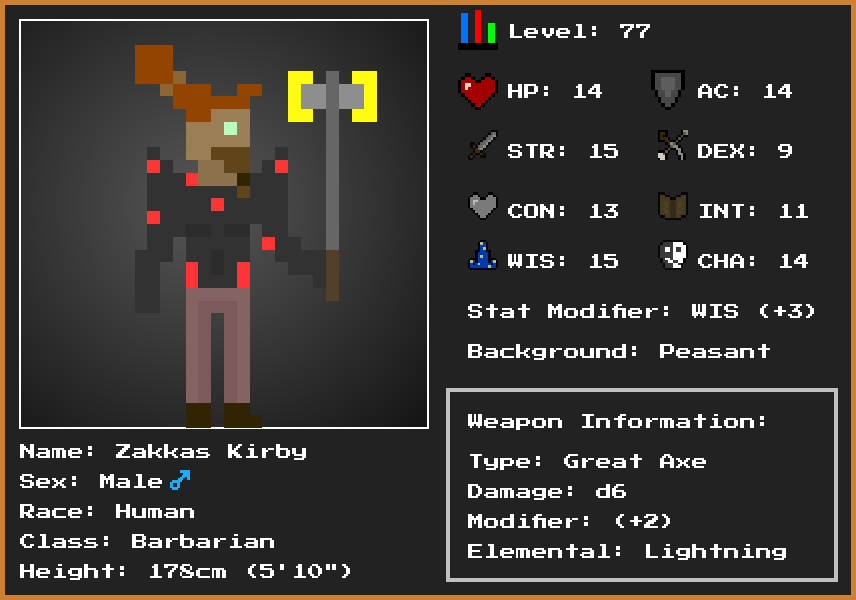 Level: 77
HP: 14
AC: 14
STR: 15
DEX: 9
CON: 13
INT: 11
WIS: 15
CHA: 14
Stat Modifier: WIS (+3)
Background: Peasant
Weapon Information:
Type: Great Axe
Damage: d6
Modifier: (+2)
Elemental: Lightning
Name: Zakkas Kirby
Sex: Male ♂
Race: Human
Class: Barbarian
Height: 178cm (5'10")